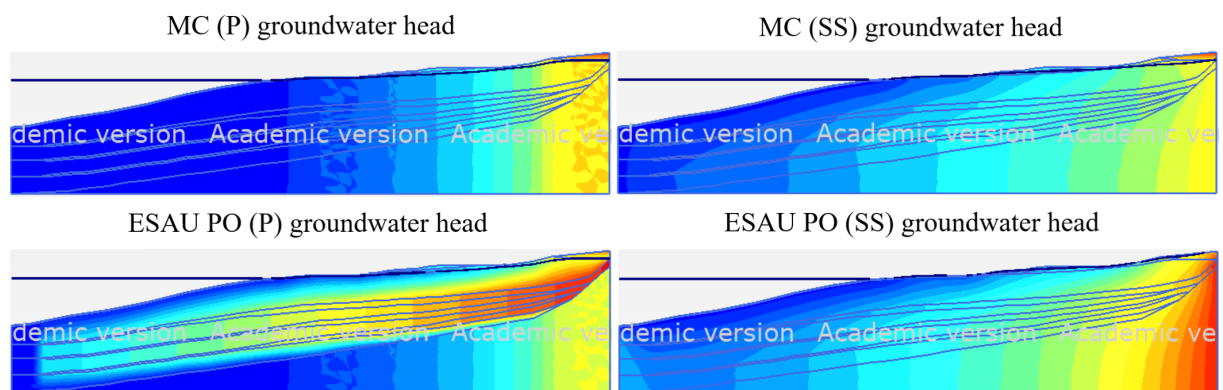 MC (P) groundwater head
MC (SS) groundwater head
demic version Academic version Academic ve
demic version Academic version Academic ve
ESAU PO (P) groundwater head
ESAU PO (SS) groundwater head
demic version Academic version Academic ve
demic version Academic version Academic ve